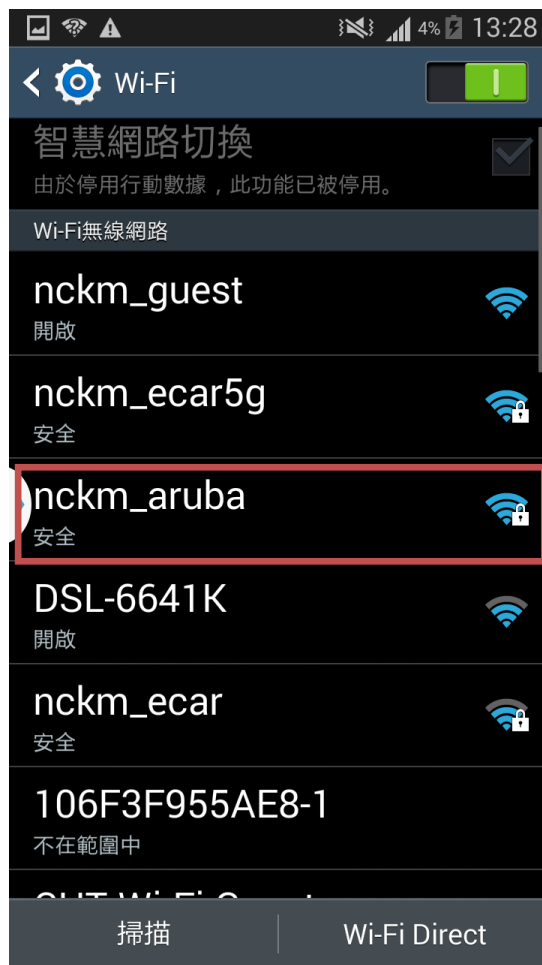 4% 13:28
Wi-Fi
智慧網路切換
由於停用行動數據，此功能已被停用。
Wi-Fi無線網路
nckm_guest
開啟
nckm_ecar5g
安全
nckm_aruba
安全
DSL-6641K
開啟
nckm_ecar
安全
106F3F955AE8-1
不在範圍中
掃描 Wi-Fi Direct